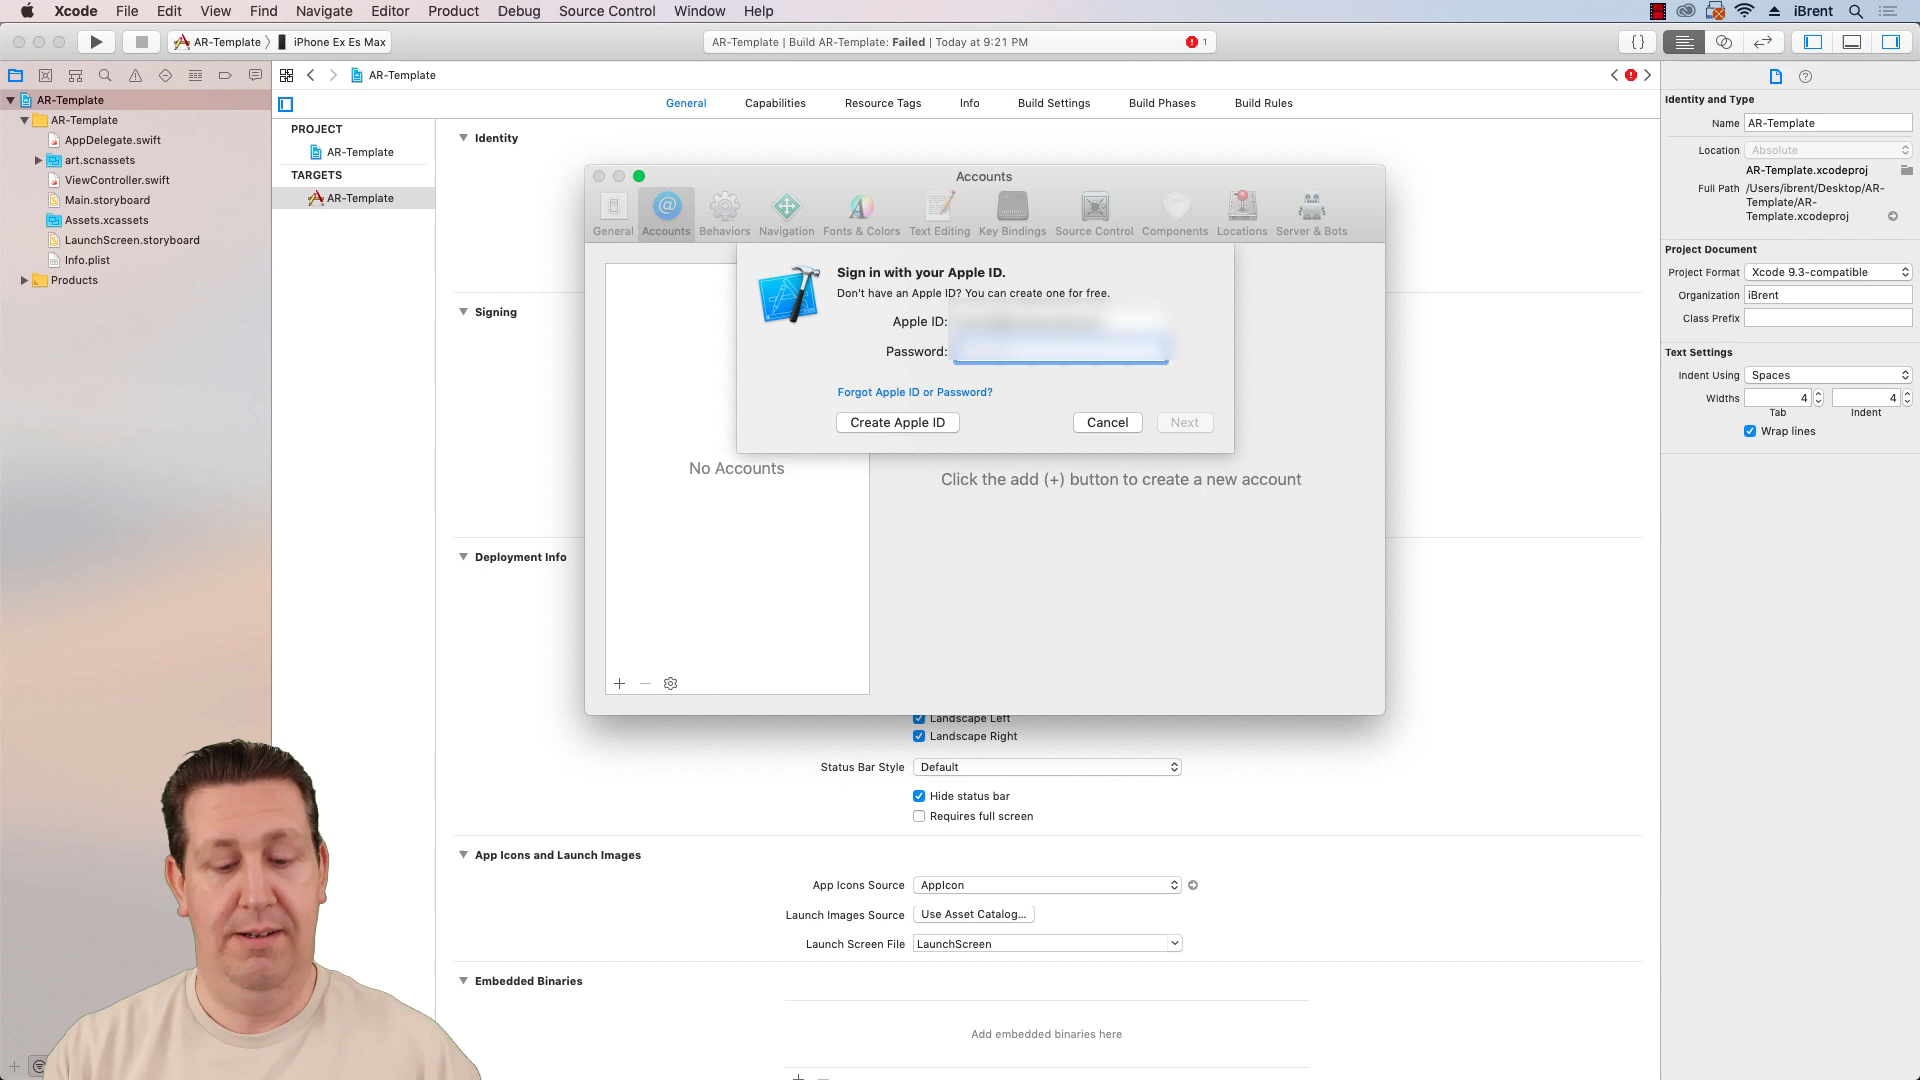 Xcode File Edit View Find Navigate Editor Product Debug Source Control Window Help iBrent
AR-Template iPhone Ex Es Max AR-Template | Build AR-Template: Failed | Today at 9:21 PM 1 {}
AR-Template
General Capabilities Resource Tags Info Build Settings Build Phases Build Rules
AR-Template
AR-Template
AppDelegate.swift
art.scnassets
ViewController.swift
Main.storyboard
Assets.xcassets
LaunchScreen.storyboard
Info.plist
Products
PROJECT
AR-Template
TARGETS
AR-Template
Identity
Signing
Deployment Info
Accounts
General Accounts Behaviors Navigation Fonts & Colors Text Editing Key Bindings Source Control Components Locations Server & Bots
Sign in with your Apple ID.
Don't have an Apple ID? You can create one for free.
Apple ID:
Password:
Forgot Apple ID or Password?
Create Apple ID Cancel Next
No Accounts
Click the add (+) button to create a new account
Landscape Left
Landscape Right
Status Bar Style Default
Hide status bar
Requires full screen
App Icons and Launch Images
App Icons Source AppIcon
Launch Images Source Use Asset Catalog...
Launch Screen File LaunchScreen
Embedded Binaries
Add embedded binaries here
Identity and Type
Name AR-Template
Location Absolute
AR-Template.xcodeproj
Full Path /Users/ibrent/Desktop/AR-
Template/AR-
Template.xcodeproj
Project Document
Project Format Xcode 9.3-compatible
Organization iBrent
Class Prefix
Text Settings
Indent Using Spaces
Widths 4 4
Tab Indent
Wrap lines